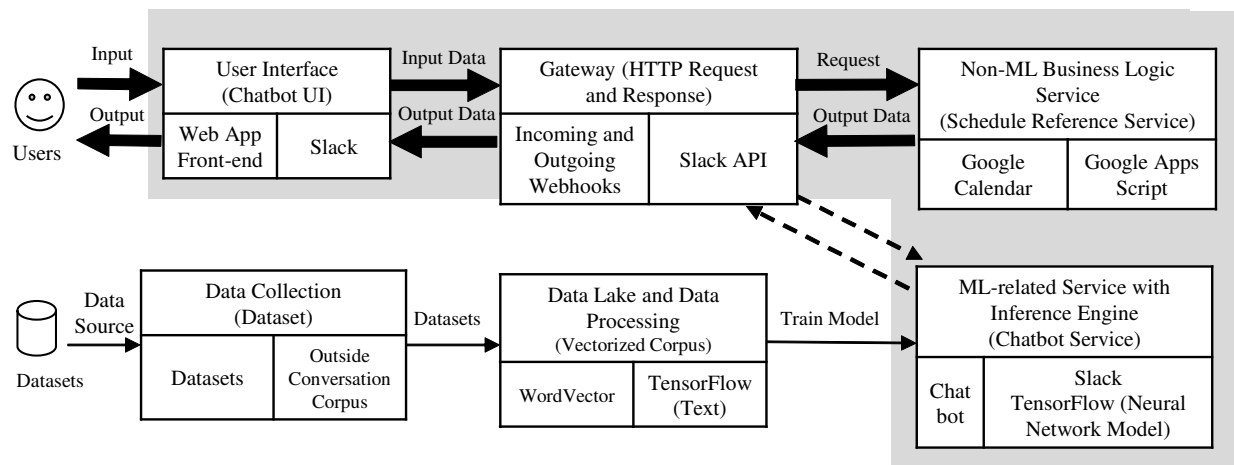 Input
Output
Users
User Interface
(Chatbot UI)
Web App
Front-end
Slack
Input Data
Output Data
Gateway (HTTP Request
and Response)
Incoming and
Outgoing
Webhooks
Slack API
Request
Output Data
Non-ML Business Logic
Service
(Schedule Reference Service)
Google
Calendar
Google Apps
Script
Datasets
Data
Source
Data Collection
(Dataset)
Datasets
Outside
Conversation
Corpus
Datasets
Data Lake and Data
Processing
(Vectorized Corpus)
WordVector
TensorFlow
(Text)
Train Model
ML-related Service with
Inference Engine
(Chatbot Service)
Chat
bot
Slack
TensorFlow (Neural
Network Model)